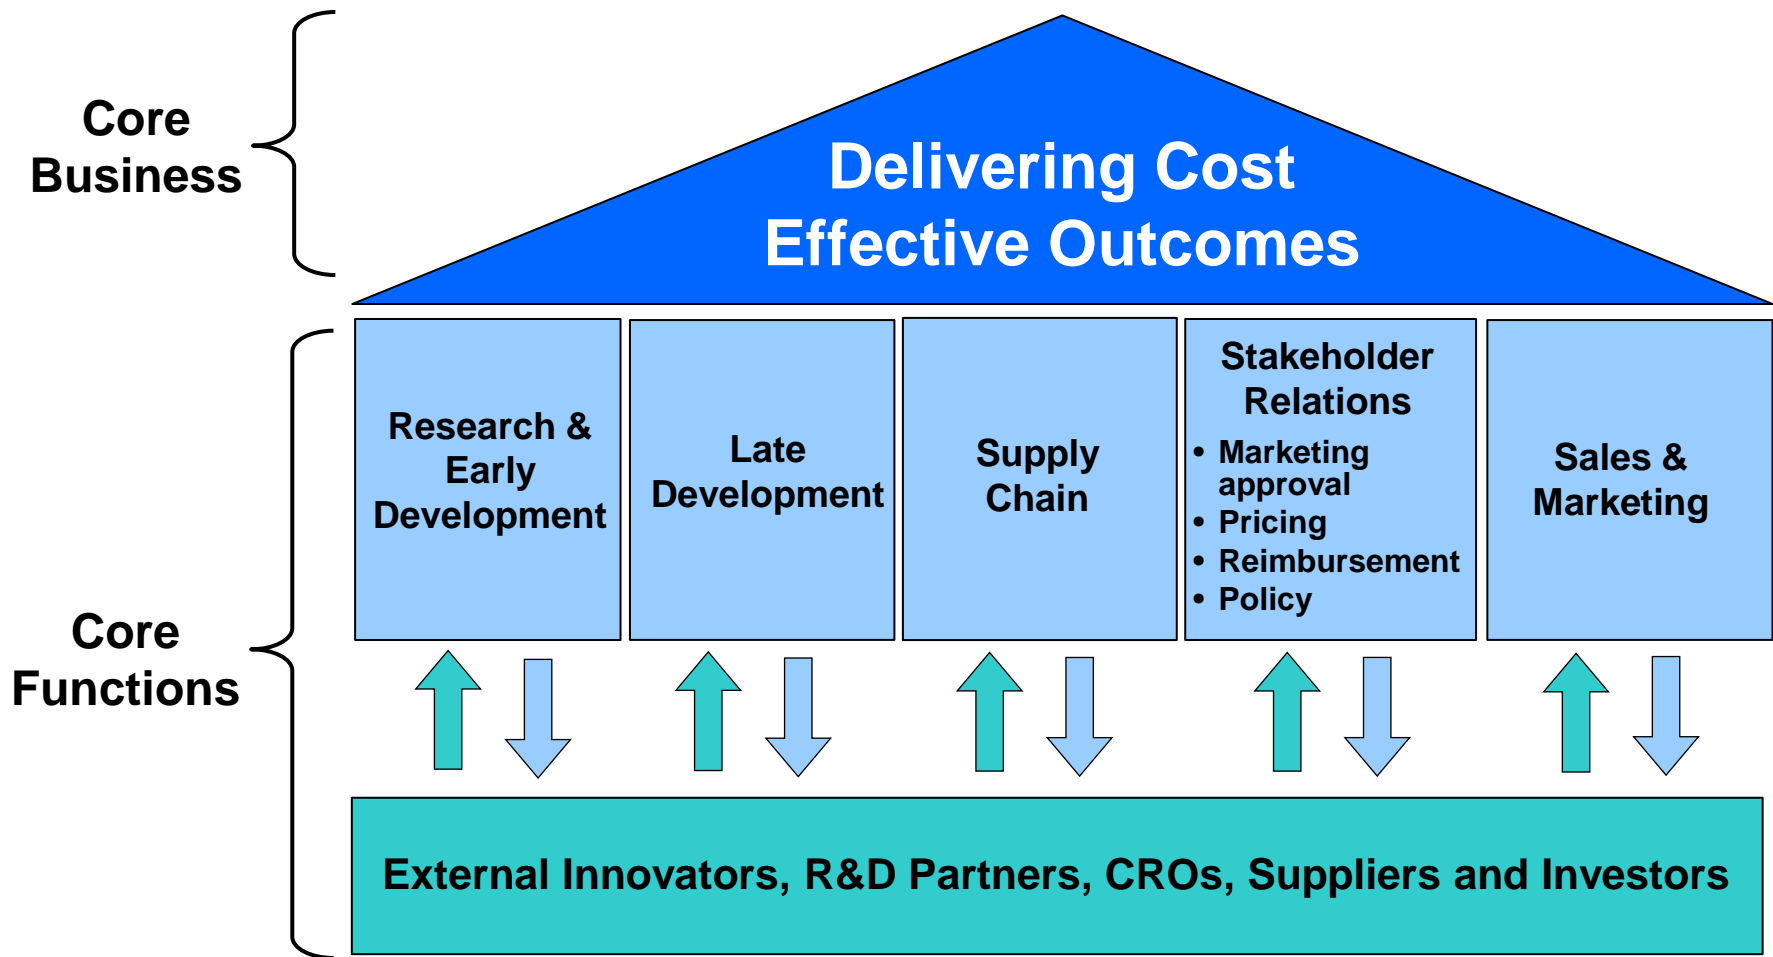 Core
Business
Delivering Cost
Effective Outcomes
Core
Functions
Research &
Early
Development
Late
Development
Supply
Chain
Stakeholder
Relations
• Marketing
approval
• Pricing
• Reimbursement
• Policy
Sales &
Marketing
External Innovators, R&D Partners, CROs, Suppliers and Investors